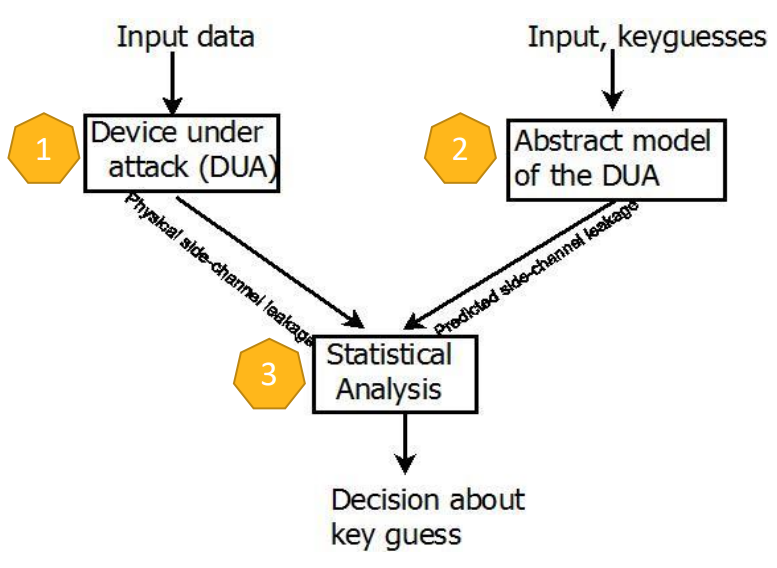 Input data
Input, keyguesses
1
Device under
attack (DUA)
2
Abstract model
of the DUA
Physical side-channel leakage
Predicted side-channel leakage
3
Statistical
Analysis
Decision about
key guess